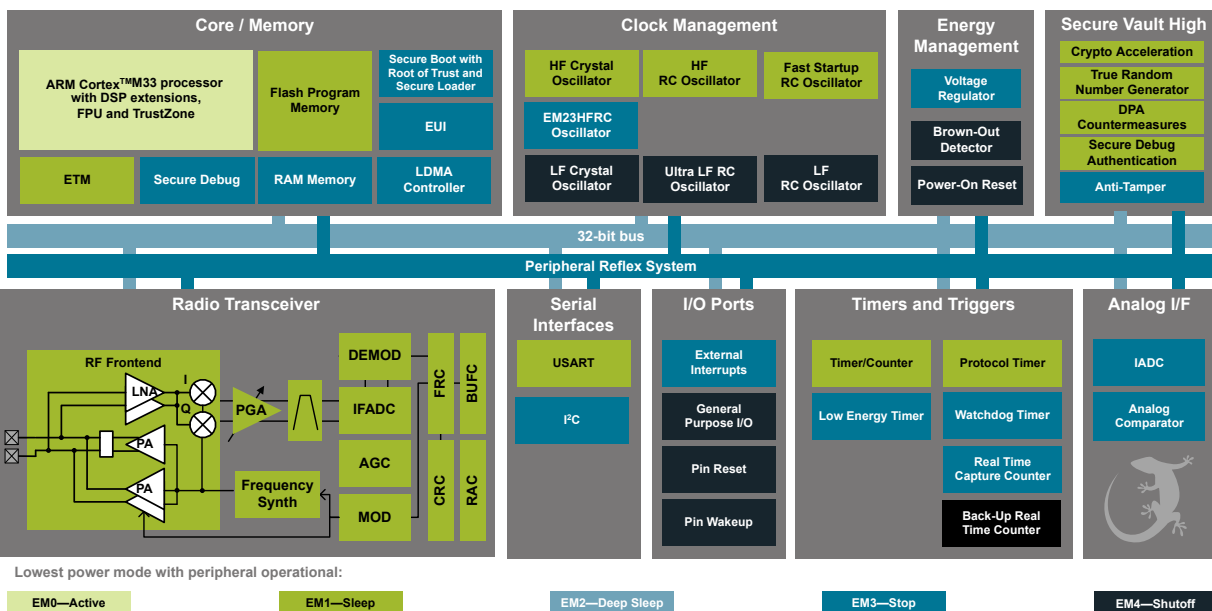 Core / Memory
ARM Cortex™M33 processor
with DSP extensions,
FPU and TrustZone
Flash Program
Memory
Secure Boot with
Root of Trust and
Secure Loader
EUI
ETM
Secure Debug
RAM Memory
LDMA
Controller
Clock Management
HF Crystal
Oscillator
HF
RC Oscillator
Fast Startup
RC Oscillator
EM23HFRC
Oscillator
LF Crystal
Oscillator
Ultra LF RC
Oscillator
LF
RC Oscillator
Energy
Management
Voltage
Regulator
Brown-Out
Detector
Power-On Reset
Secure Vault High
Crypto Acceleration
True Random
Number Generator
DPA
Countermeasures
Secure Debug
Authentication
Anti-Tamper
32-bit bus
Peripheral Reflex System
Radio Transceiver
RF Frontend
LNA
I
Q
PA
PA
PGA
Frequency
Synth
DEMOD
IFADC
AGC
MOD
FRC
BUFC
CRC
RAC
Serial
Interfaces
USART
I²C
I/O Ports
External
Interrupts
General
Purpose I/O
Pin Reset
Pin Wakeup
Timers and Triggers
Timer/Counter
Protocol Timer
Low Energy Timer
Watchdog Timer
Real Time
Capture Counter
Back-Up Real
Time Counter
Analog I/F
IADC
Analog
Comparator
Lowest power mode with peripheral operational:
EM0—Active
EM1—Sleep
EM2—Deep Sleep
EM3—Stop
EM4—Shutoff